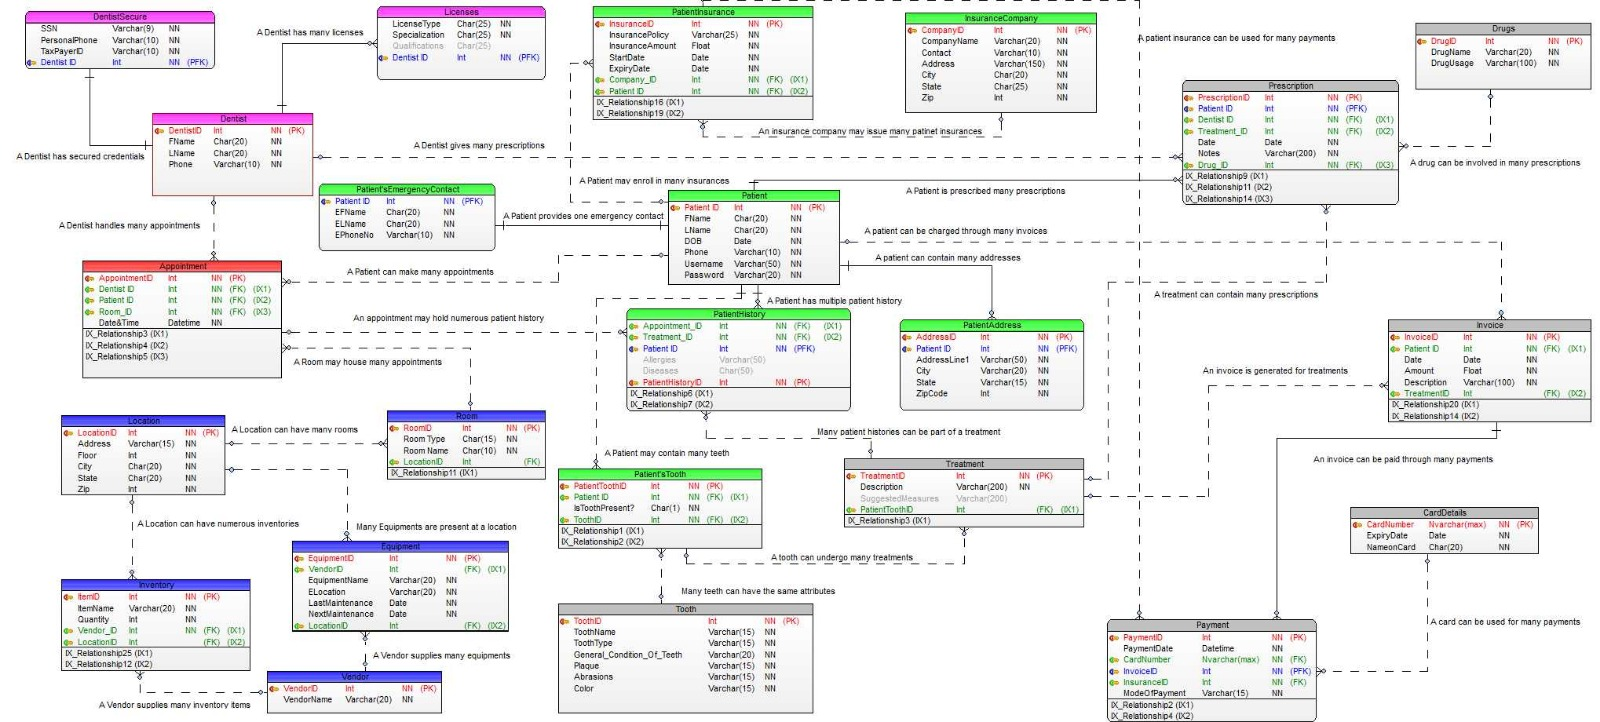 DentistSecure
SSN Varchar(9) NN
PersonalPhone Varchar(10) NN
TaxPayerID Varchar(10) NN
Dentist ID Int NN (PFK)
A Dentist has many licenses
Licenses
LicenseType Char(25) NN
Specialization Char(25) NN
Qualifications Char(25)
Dentist ID Int NN (PFK)
PatientInsurance
InsuranceID Int NN (PK)
InsurancePolicy Varchar(25) NN
InsuranceAmount Float NN
StartDate Date NN
ExpiryDate Date NN
Company_ID Int NN (FK) (IX1)
Patient ID Int NN (FK) (IX2)
IX_Relationship16 (IX1)
IX_Relationship19 (IX2)
InsuranceCompany
CompanyID Int NN (PK)
CompanyName Varchar(20) NN
Contact Varchar(10) NN
Address Varchar(150) NN
City Char(20) NN
State Char(25) NN
Zip Int NN
An insurance company may issue many patinet insurances
A patient insurance can be used for many payments
Drugs
DrugID Int NN (PK)
DrugName Varchar(20) NN
DrugUsage Varchar(100) NN
A drug can be involved in many prescriptions
Prescription
PrescriptionID Int NN (PK)
Patient ID Int NN (PFK)
Dentist ID Int NN (FK) (IX1)
Treatment_ID Int NN (FK) (IX2)
Date Date NN
Notes Varchar(200) NN
Drug_ID Int NN (FK) (IX3)
IX_Relationship9 (IX1)
IX_Relationship11 (IX2)
IX_Relationship14 (IX3)
Dentist
DentistID Int NN (PK)
FName Char(20) NN
LName Char(20) NN
Phone Varchar(10) NN
A Dentist has secured credentials
A Dentist gives many prescriptions
A Patient may enroll in many insurances
A Patient is prescribed many prescriptions
Patient'sEmergencyContact
Patient ID Int NN (PFK)
EFName Char(20) NN
ELName Char(20) NN
EPhoneNo Varchar(10) NN
A Patient provides one emergency contact
Patient
Patient ID Int NN (PK)
FName Char(20) NN
LName Char(20) NN
DOB Date NN
Phone Varchar(10) NN
Username Varchar(50) NN
Password Varchar(20) NN
A patient can be charged through many invoices
A patient can contain many addresses
A Dentist handles many appointments
A Patient can make many appointments
Appointment
AppointmentID Int NN (PK)
Dentist ID Int NN (FK) (IX1)
Patient ID Int NN (FK) (IX2)
Room_ID Int NN (FK) (IX3)
Date&Time Datetime NN
IX_Relationship3 (IX1)
IX_Relationship4 (IX2)
IX_Relationship5 (IX3)
An appointment may hold numerous patient history
A Room may house many appointments
A Patient has multiple patient history
PatientHistory
Appointment_ID Int NN (FK) (IX1)
Treatment_ID Int NN (FK) (IX2)
Patient ID Int NN (PFK)
Allergies Varchar(50)
Diseases Char(50)
PatientHistoryID Int NN (PK)
IX_Relationship6 (IX1)
IX_Relationship7 (IX2)
PatientAddress
AddressID Int NN (PK)
Patient ID Int NN (PFK)
AddressLine1 Varchar(50) NN
City Varchar(20) NN
State Varchar(15) NN
ZipCode Int NN
A treatment can contain many prescriptions
Invoice
InvoiceID Int NN (PK)
Patient ID Int NN (FK) (IX1)
Date Date NN
Amount Float NN
Description Varchar(100) NN
TreatmentID Int (FK) (IX2)
IX_Relationship20 (IX1)
IX_Relationship14 (IX2)
An invoice is generated for treatments
An invoice can be paid through many payments
Location
LocationID Int NN (PK)
Address Varchar(15) NN
Floor Int NN
City Char(20) NN
State Char(20) NN
Zip Int NN
A Location can have many rooms
Room
RoomID Int NN (PK)
Room Type Char(15) NN
Room Name Char(10) NN
LocationID Int (FK)
IX_Relationship11 (IX1)
Many patient histories can be part of a treatment
A Patient may contain many teeth
Patient'sTooth
PatientToothID Int NN (PK)
Patient ID Int NN (FK) (IX1)
IsToothPresent? Char(1) NN
ToothID Int NN (FK) (IX2)
IX_Relationship1 (IX1)
IX_Relationship2 (IX2)
Treatment
TreatmentID Int NN (PK)
Description Varchar(200) NN
SuggestedMeasures Varchar(200)
PatientToothID Int (FK) (IX1)
IX_Relationship3 (IX1)
A tooth can undergo many treatments
Many teeth can have the same attributes
A Location can have numerous inventories
Many Equipments are present at a location
Equipment
EquipmentID Int NN (PK)
VendorID Int (FK) (IX1)
EquipmentName Varchar(20) NN
ELocation Varchar(20) NN
LastMaintenance Date NN
NextMaintenance Date NN
LocationID Int (FK) (IX2)
Inventory
ItemID Int NN (PK)
ItemName Varchar(20) NN
Quantity Int NN
Vendor_ID Int NN (FK) (IX1)
LocationID Int (FK) (IX2)
IX_Relationship25 (IX1)
IX_Relationship12 (IX2)
A Vendor supplies many equipments
Vendor
VendorID Int NN (PK)
VendorName Varchar(20) NN
A Vendor supplies many inventory items
Tooth
ToothID Int NN (PK)
ToothName Varchar(15) NN
ToothType Varchar(15) NN
General_Condition_Of_Teeth Varchar(20) NN
Plaque Varchar(15) NN
Abrasions Varchar(15) NN
Color Varchar(15) NN
CardDetails
CardNumber Nvarchar(max) NN (PK)
ExpiryDate Date NN
NameonCard Char(20) NN
A card can be used for many payments
Payment
PaymentID Int NN (PK)
PaymentDate Datetime NN
CardNumber Nvarchar(max) NN (FK)
InvoiceID Int NN (PFK)
InsuranceID Int NN (FK)
ModeOfPayment Varchar(15) NN
IX_Relationship2 (IX1)
IX_Relationship4 (IX2)